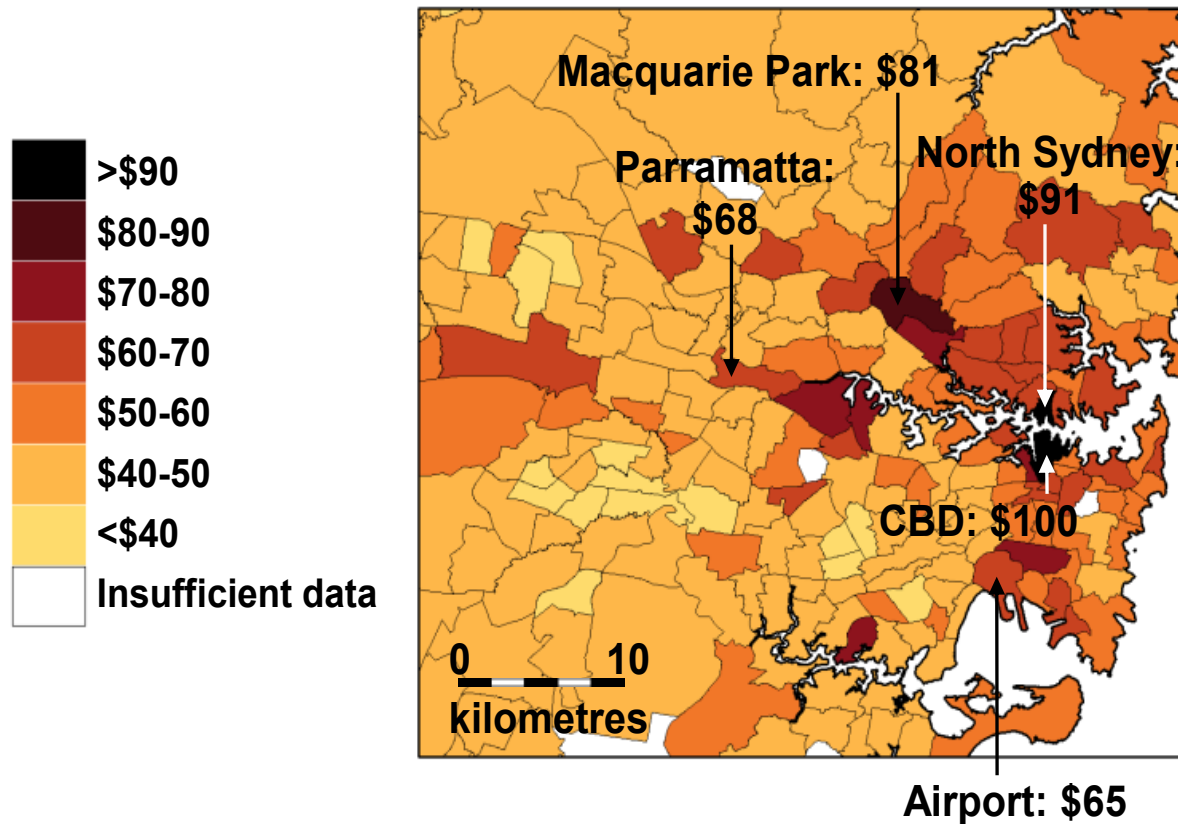 >$90
$80-90
$70-80
$60-70
$50-60
$40-50
<$40
Insufficient data
Macquarie Park: $81
Parramatta:
$68
North Sydney:
$91
CBD: $100
0 10
kilometres
Airport: $65